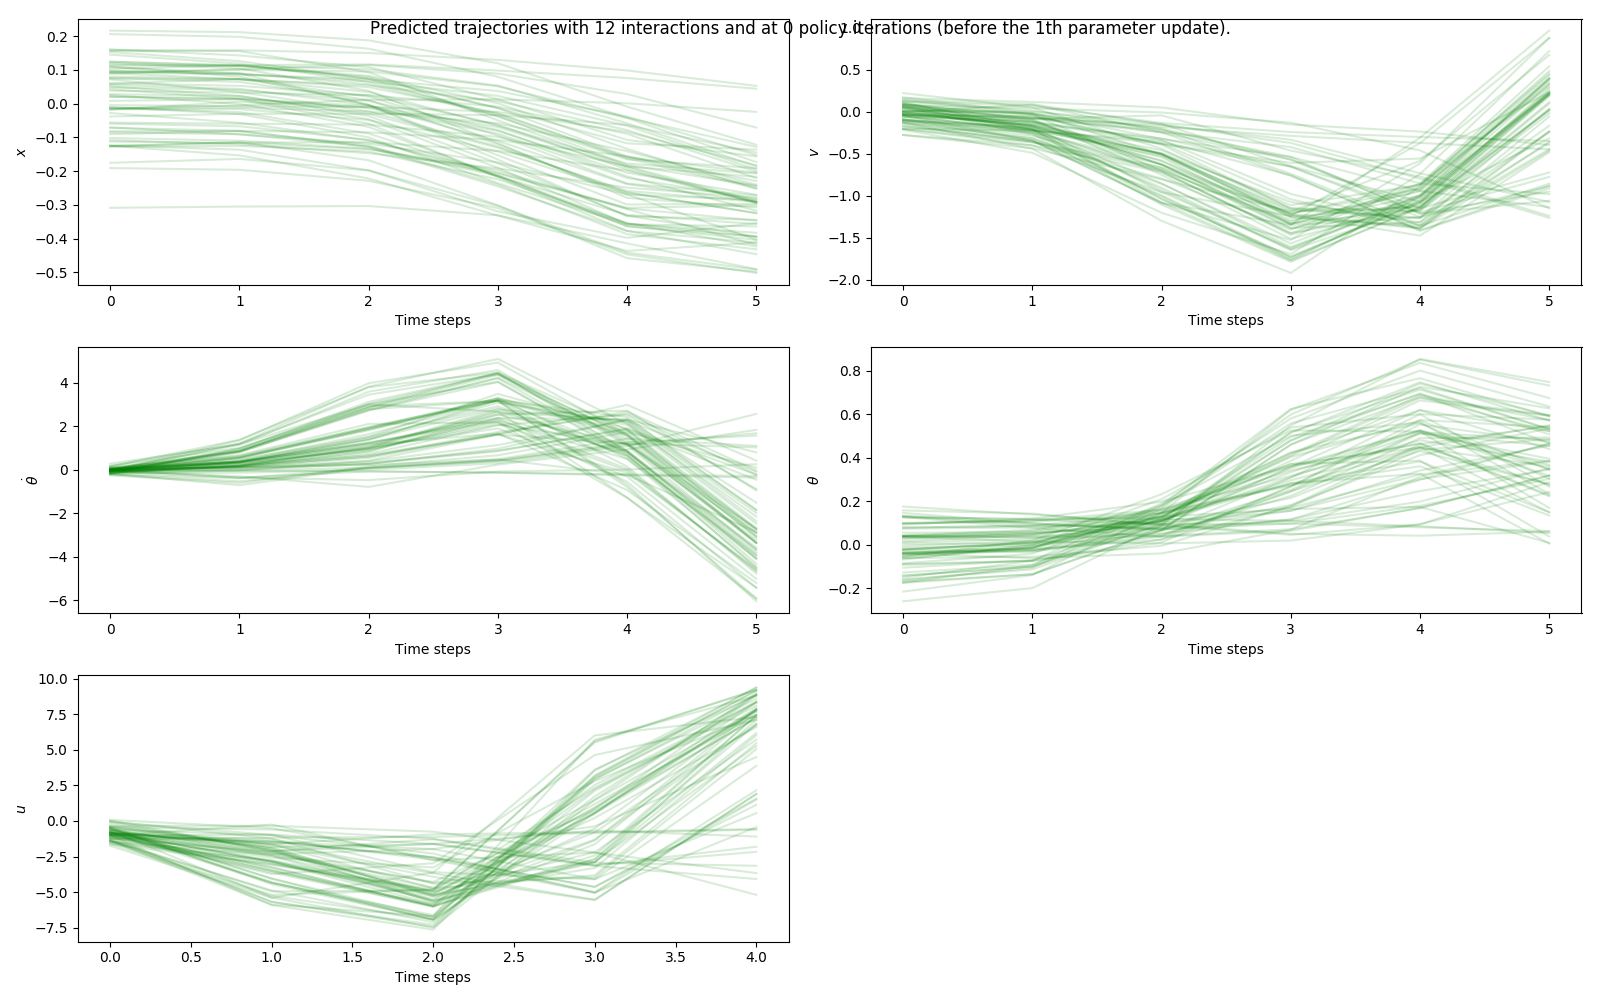 Predicted trajectories with 12 interactions and at 0 policy iterations (before the 1th parameter update).
0.2
0.1
0.0
−0.1
−0.2
−0.3
−0.4
−0.5
x
0 1 2 3 4 5
Time steps
1.0
0.5
0.0
−0.5
−1.0
−1.5
−2.0
v
0 1 2 3 4 5
Time steps
4
2
0
−2
−4
−6
θ̇
0 1 2 3 4 5
Time steps
0.8
0.6
0.4
0.2
0.0
−0.2
θ
0 1 2 3 4 5
Time steps
10.0
7.5
5.0
2.5
0.0
−2.5
−5.0
−7.5
u
0.0 0.5 1.0 1.5 2.0 2.5 3.0 3.5 4.0
Time steps